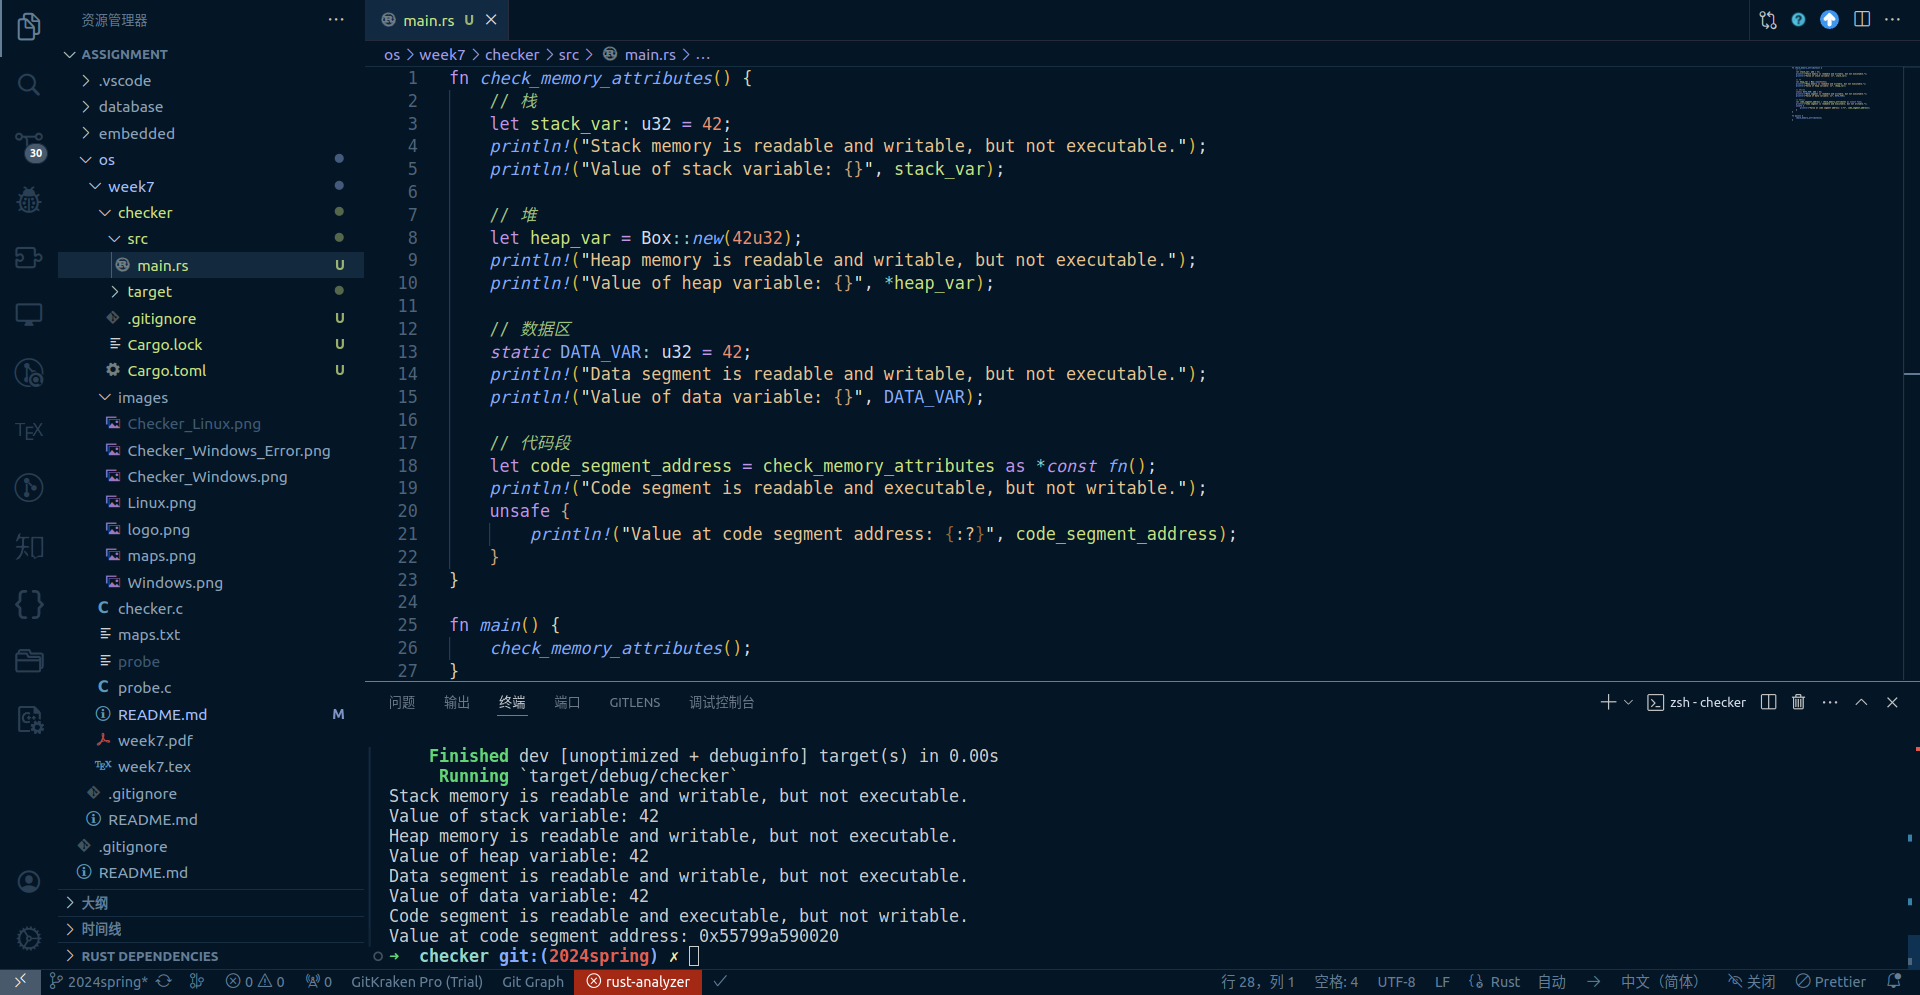 资源管理器
main.rs U
ASSIGNMENT
.vscode
database
embedded
30
os
week7
checker
src
main.rs U
target
.gitignore U
Cargo.lock U
Cargo.toml U
images
Checker_Linux.png
Checker_Windows_Error.png
Checker_Windows.png
Linux.png
logo.png
maps.png
Windows.png
C checker.c
maps.txt
probe
C probe.c
README.md M
week7.pdf
TEX week7.tex
.gitignore
README.md
.gitignore
README.md
大纲
时间线
RUST DEPENDENCIES
TEX
知
os > week7 > checker > src > main.rs > ...
1 fn check_memory_attributes() {
2 // 栈
3 let stack_var: u32 = 42;
4 println!("Stack memory is readable and writable, but not executable.");
5 println!("Value of stack variable: {}", stack_var);
6
7 // 堆
8 let heap_var = Box::new(42u32);
9 println!("Heap memory is readable and writable, but not executable.");
10 println!("Value of heap variable: {}", *heap_var);
11
12 // 数据区
13 static DATA_VAR: u32 = 42;
14 println!("Data segment is readable and writable, but not executable.");
15 println!("Value of data variable: {}", DATA_VAR);
16
17 // 代码段
18 let code_segment_address = check_memory_attributes as *const fn();
19 println!("Code segment is readable and executable, but not writable.");
20 unsafe {
21 println!("Value at code segment address: {:?}", code_segment_address);
22 }
23 }
24
25 fn main() {
26 check_memory_attributes();
27 }
问题 输出 终端 端口 GITLENS 调试控制台
zsh - checker
Finished dev [unoptimized + debuginfo] target(s) in 0.00s
Running `target/debug/checker`
Stack memory is readable and writable, but not executable.
Value of stack variable: 42
Heap memory is readable and writable, but not executable.
Value of heap variable: 42
Data segment is readable and writable, but not executable.
Value of data variable: 42
Code segment is readable and executable, but not writable.
Value at code segment address: 0x55799a590020
➜ checker git:(2024spring) ✗
2024spring* 0 0 0 GitKraken Pro (Trial) Git Graph rust-analyzer 行 28，列 1 空格: 4 UTF-8 LF Rust 自动 中文（简体） 关闭 Prettier